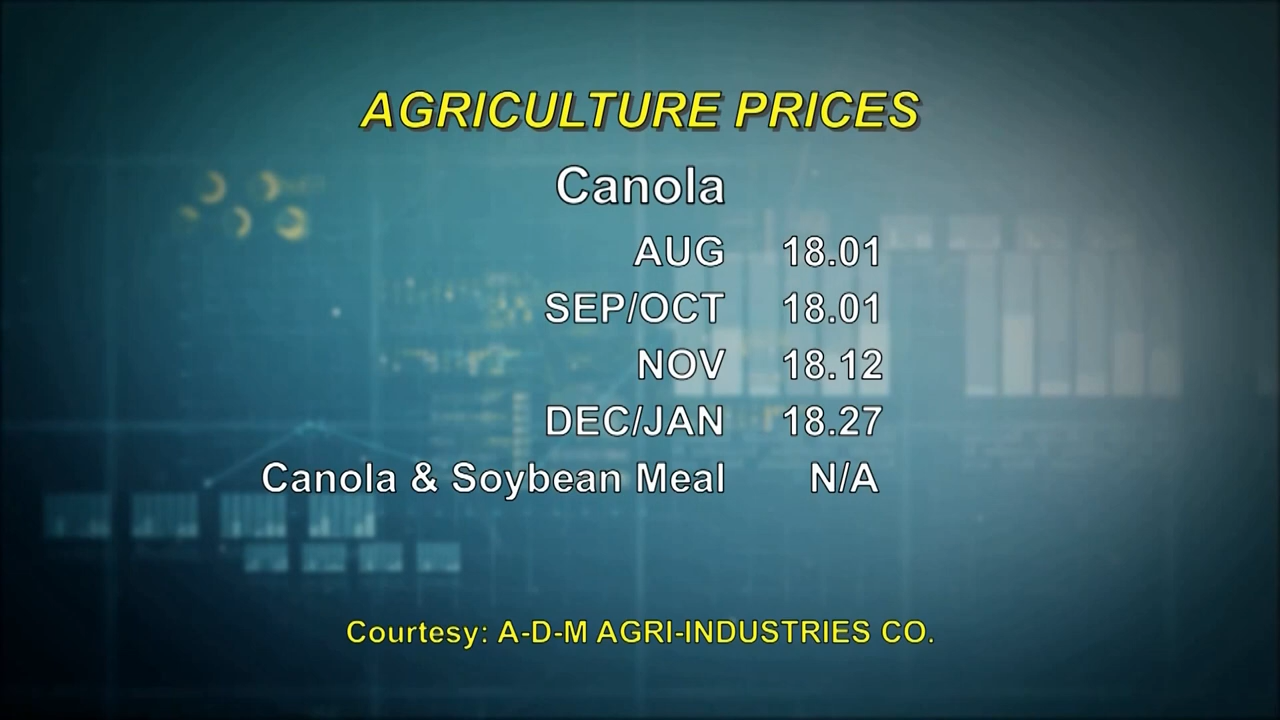 AGRICULTURE PRICES
Canola
AUG 18.01
SEP/OCT 18.01
NOV 18.12
DEC/JAN 18.27
Canola & Soybean Meal N/A
Courtesy: A-D-M AGRI-INDUSTRIES CO.